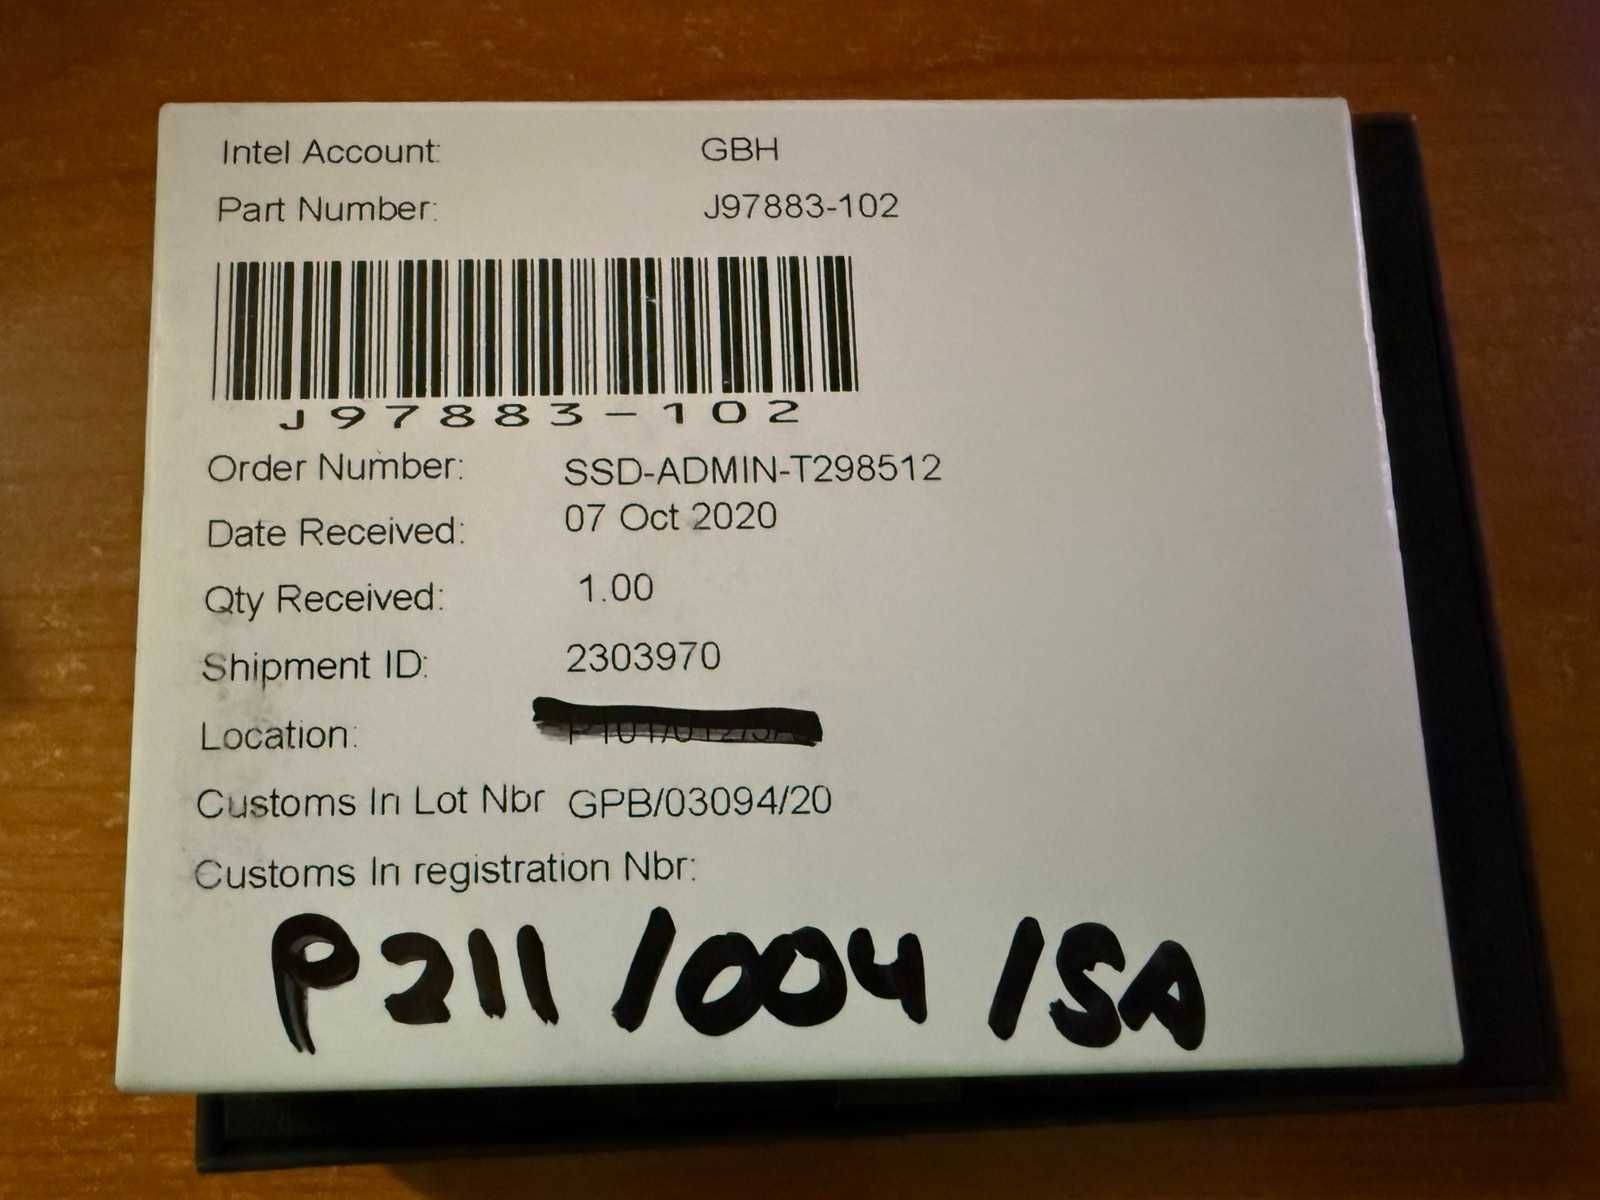 Intel Account: GBH
Part Number: J97883-102
J97883-102
Order Number: SSD-ADMIN-T298512
Date Received: 07 Oct 2020
Qty Received: 1.00
Shipment ID: 2303970
Location:
Customs In Lot Nbr GPB/03094/20
Customs In registration Nbr:
P211/004/SA